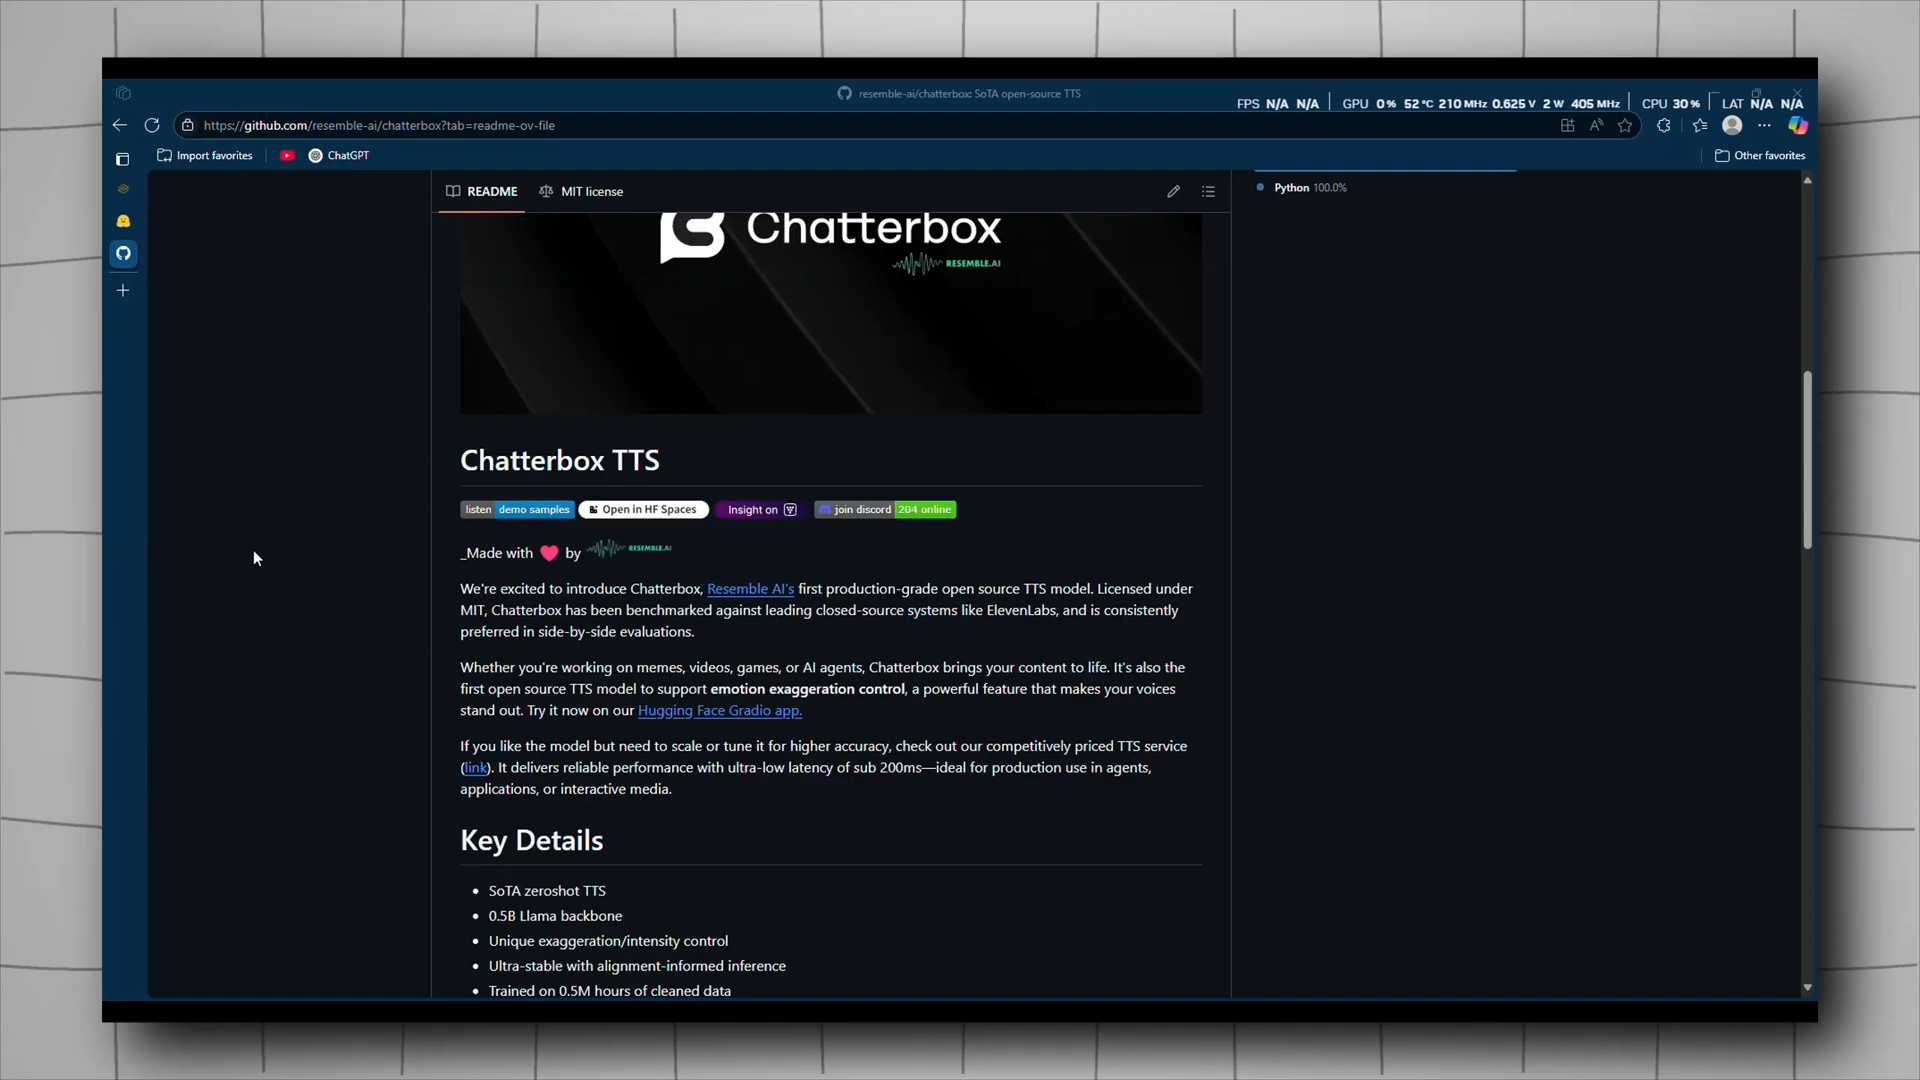 resemble-ai/chatterbox: SoTA open-source TTS
FPS N/A N/A GPU 0% 52°C 210 MHz 0.625 V 2 W 405 MHz CPU 30% LAT N/A N/A
https://github.com/resemble-ai/chatterbox?tab=readme-ov-file
Import favorites
ChatGPT
Other favorites
README
MIT license
Python 100.0%
Chatterbox
RESEMBLE.AI
Chatterbox TTS
listen demo samples
Open in HF Spaces
Insight on
join discord 204 online
_Made with ❤️ by RESEMBLE.AI
We're excited to introduce Chatterbox, Resemble AI's first production-grade open source TTS model. Licensed under
MIT, Chatterbox has been benchmarked against leading closed-source systems like ElevenLabs, and is consistently
preferred in side-by-side evaluations.
Whether you're working on memes, videos, games, or AI agents, Chatterbox brings your content to life. It's also the
first open source TTS model to support emotion exaggeration control, a powerful feature that makes your voices
stand out. Try it now on our Hugging Face Gradio app.
If you like the model but need to scale or tune it for higher accuracy, check out our competitively priced TTS service
(link). It delivers reliable performance with ultra-low latency of sub 200ms—ideal for production use in agents,
applications, or interactive media.
Key Details
• SoTA zeroshot TTS
• 0.5B Llama backbone
• Unique exaggeration/intensity control
• Ultra-stable with alignment-informed inference
• Trained on 0.5M hours of cleaned data